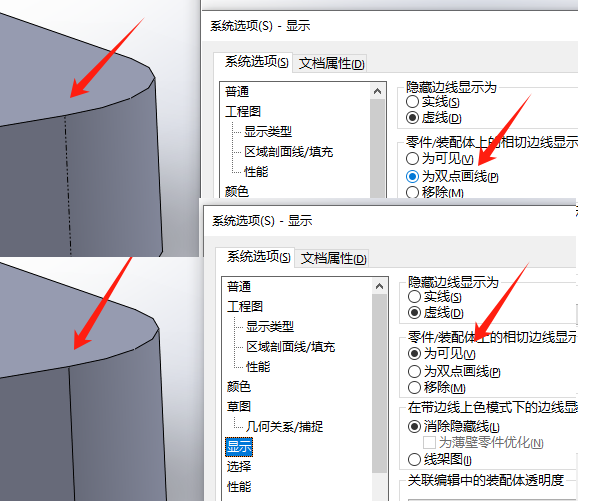 系统选项(S) - 显示
系统选项(S)
文档属性(D)
普通
工程图
显示类型
区域剖面线/填充
性能
颜色
隐藏边线显示为
实线(S)
虚线(D)
零件/装配体上的相切边线显示
为可见(V)
为双点画线(P)
移除(M)
系统选项(S) - 显示
系统选项(S)
文档属性(D)
普通
工程图
显示类型
区域剖面线/填充
性能
颜色
草图
几何关系/捕捉
显示
选择
性能
隐藏边线显示为
实线(S)
虚线(D)
零件/装配体上的相切边线显示
为可见(V)
为双点画线(P)
移除(M)
在带边线上色模式下的边线显
消除隐藏线(L)
为薄壁零件优化(N)
线架图(I)
关联编辑中的装配体透明度